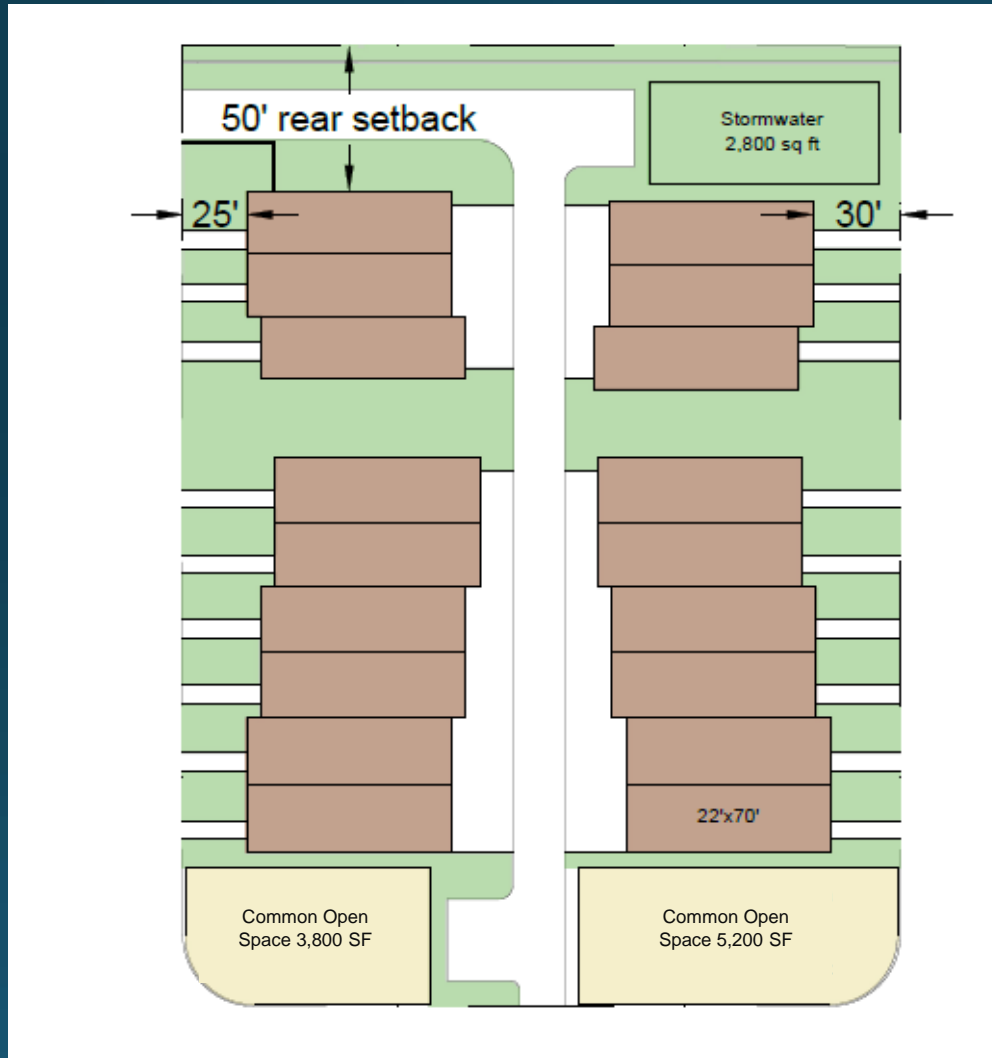 50' rear setback
Stormwater
2,800 sq ft
25'
30'
22'x70'
Common Open
Space 3,800 SF
Common Open
Space 5,200 SF